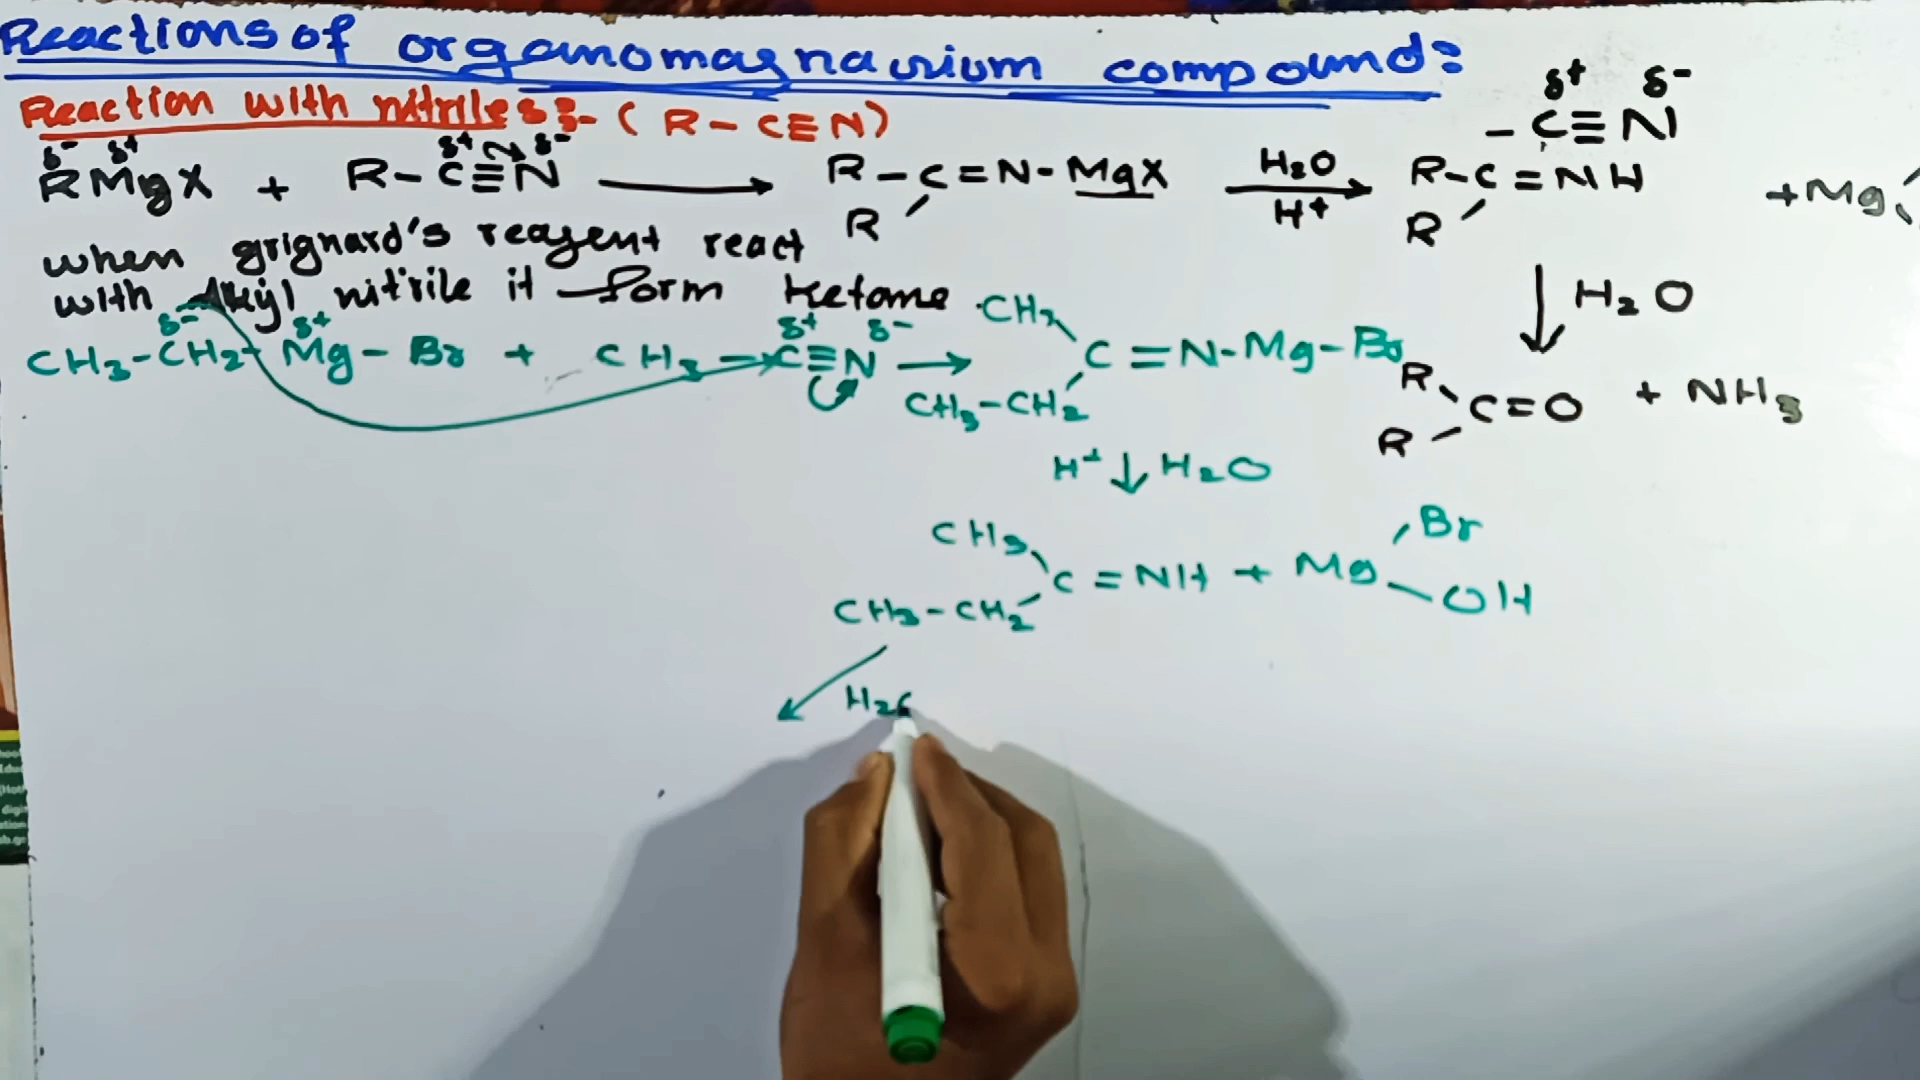 Reactions of organomagnasium compound:
Reaction with nitriles :- ( R - C≡N )
δ+ δ-
- C≡N
δ- δ+ δ+ δ-
RMgX + R - C≡N → R - C = N - MgX H2O H+ → R - C = NH + Mg
R R
when grignard's reagent react
with Alkyl nitrile it form Ketone
↓ H2O
δ- δ+ δ+ δ-
CH3 - CH2 - Mg - Br + CH3 - C≡N → CH3 C = N - Mg - Br
CH3 - CH2
R C = O + NH3
R
H+ ↓ H2O
CH3 C = NH + Mg Br OH
CH3 - CH2
H2